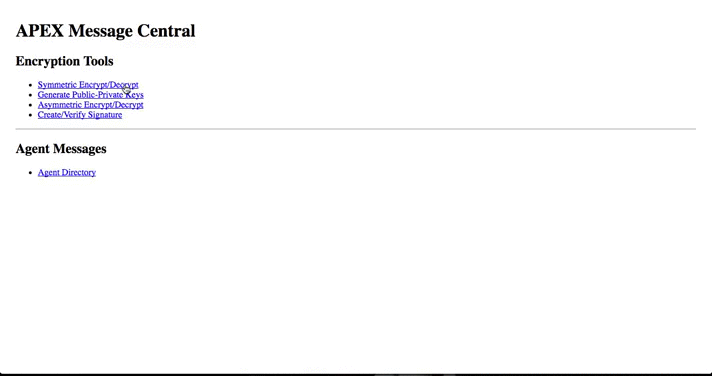 APEX Message Central
Encryption Tools
Symmetric Encrypt/Decrypt
Generate Public-Private Keys
Asymmetric Encrypt/Decrypt
Create/Verify Signature
Agent Messages
Agent Directory